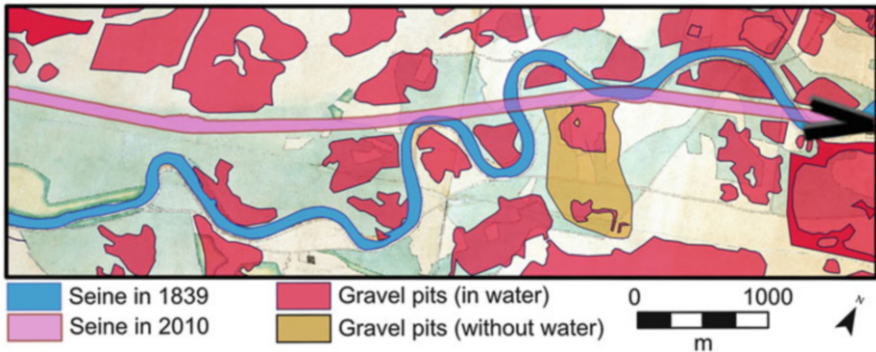 Seine in 1839
Gravel pits (in water)
0 1000
N
Seine in 2010
Gravel pits (without water)
m